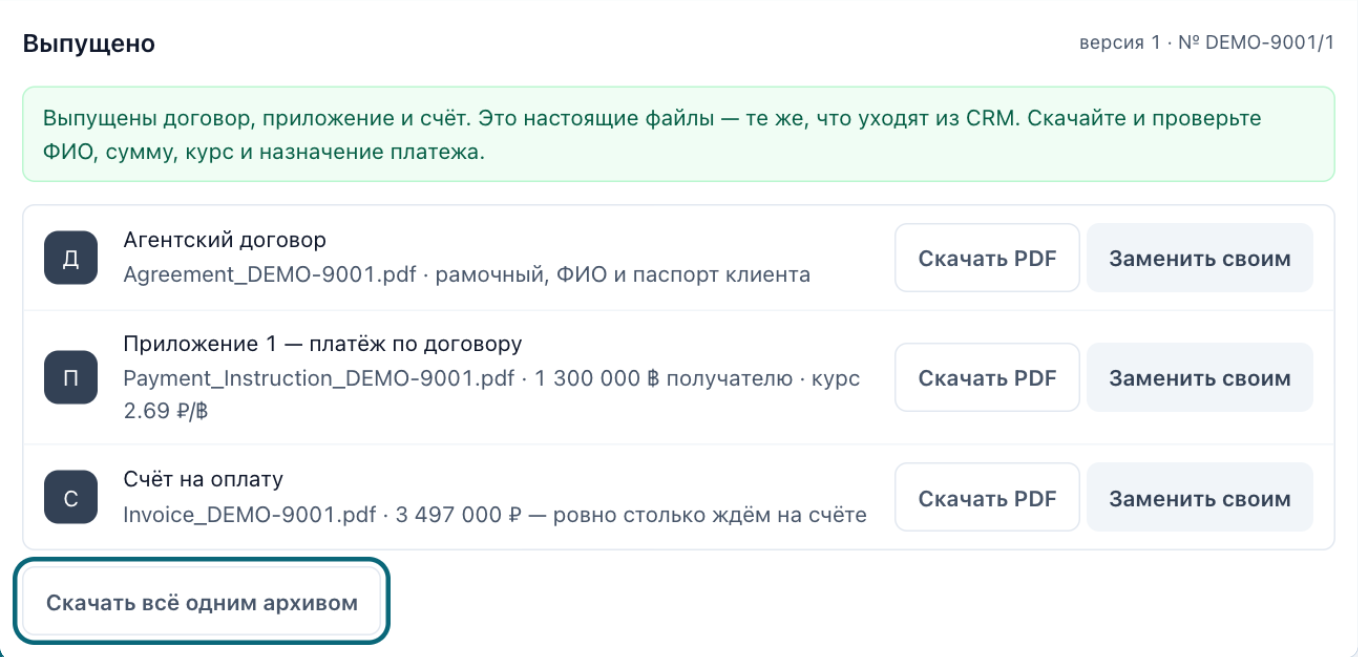 Выпущено
версия 1 · № DEMO-9001/1
Выпущены договор, приложение и счёт. Это настоящие файлы — те же, что уходят из CRM. Скачайте и проверьте
ФИО, сумму, курс и назначение платежа.
Д
Агентский договор
Agreement_DEMO-9001.pdf · рамочный, ФИО и паспорт клиента
Скачать PDF
Заменить своим
П
Приложение 1 — платёж по договору
Payment_Instruction_DEMO-9001.pdf · 1 300 000 ฿ получателю · курс
2.69 ₽/฿
Скачать PDF
Заменить своим
С
Счёт на оплату
Invoice_DEMO-9001.pdf · 3 497 000 ₽ — ровно столько ждём на счёте
Скачать PDF
Заменить своим
Скачать всё одним архивом